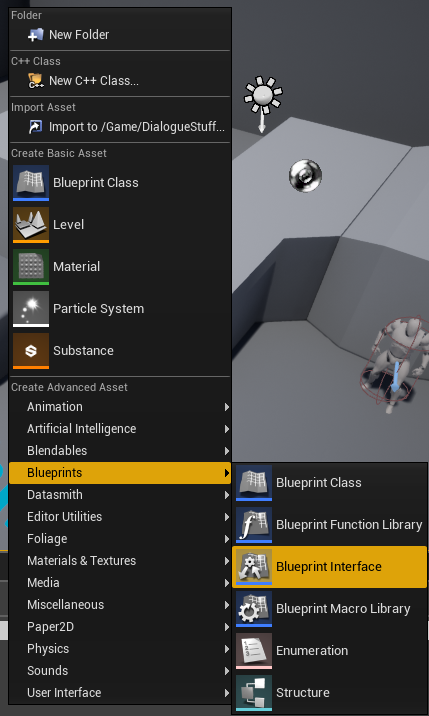 Folder
New Folder
C++ Class
New C++ Class...
Import Asset
Import to /Game/DialogueStuff...
Create Basic Asset
Blueprint Class
Level
Material
Particle System
Substance
Create Advanced Asset
Animation
Artificial Intelligence
Blendables
Blueprints
Datasmith
Editor Utilities
Foliage
Materials & Textures
Media
Miscellaneous
Paper2D
Physics
Sounds
User Interface
Blueprint Class
Blueprint Function Library
Blueprint Interface
Blueprint Macro Library
Enumeration
Structure